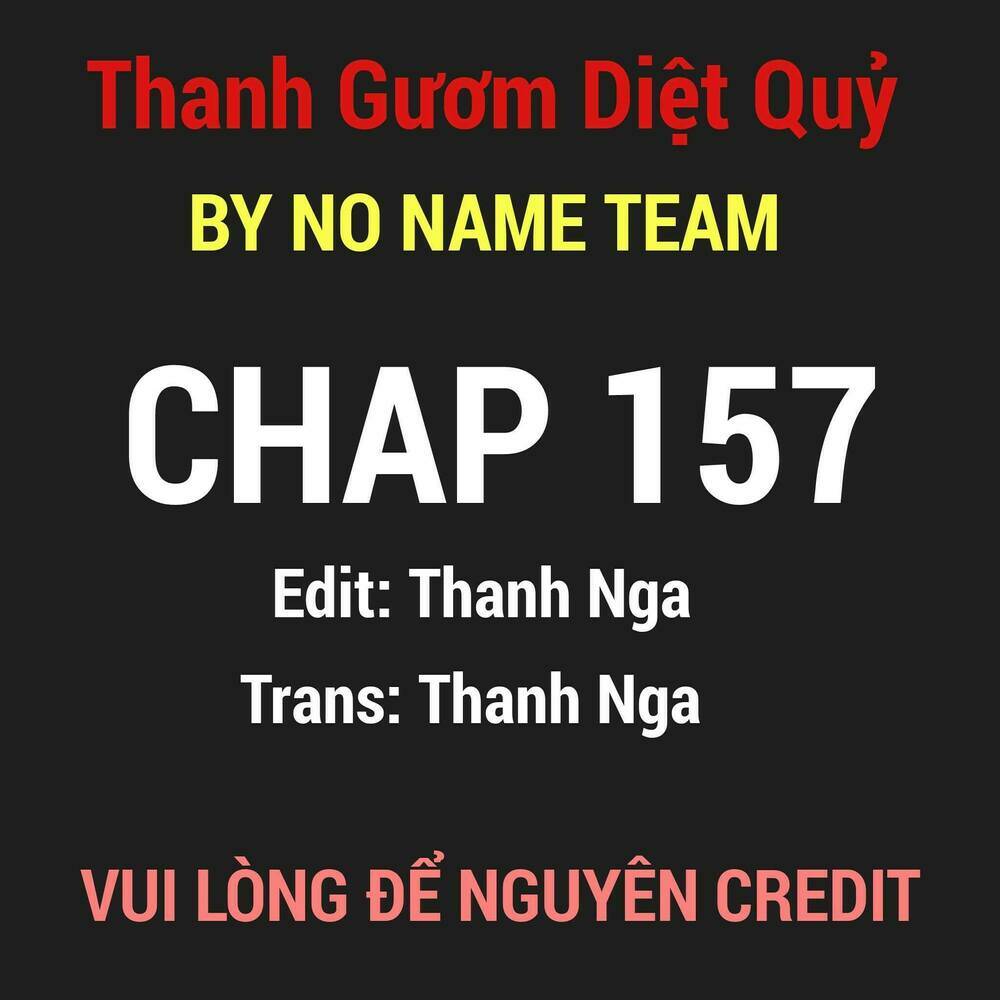 Thanh Gươm Diệt Quỷ
BY NO NAME TEAM
CHAP 157
Edit: Thanh Nga
Trans: Thanh Nga
VUI LÒNG ĐỂ NGUYÊN CREDIT